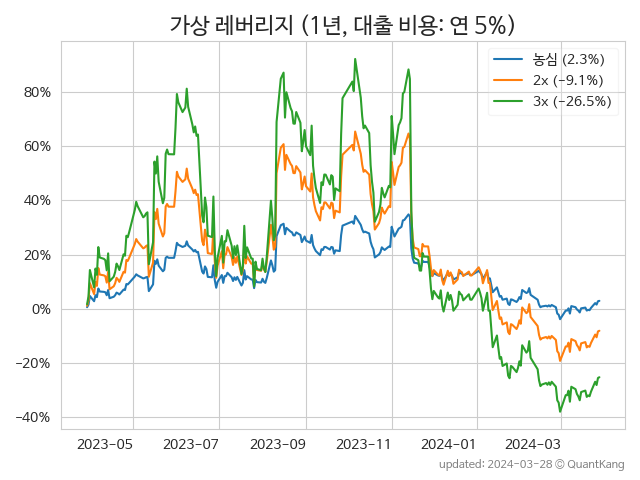 가상 레버리지 (1년, 대출 비용: 연 5%)
농심 (2.3%)
2x (−9.1%)
3x (−26.5%)
80%
60%
40%
20%
0%
−20%
−40%
2023-05
2023-07
2023-09
2023-11
2024-01
2024-03
updated: 2024-03-28 © QuantKang